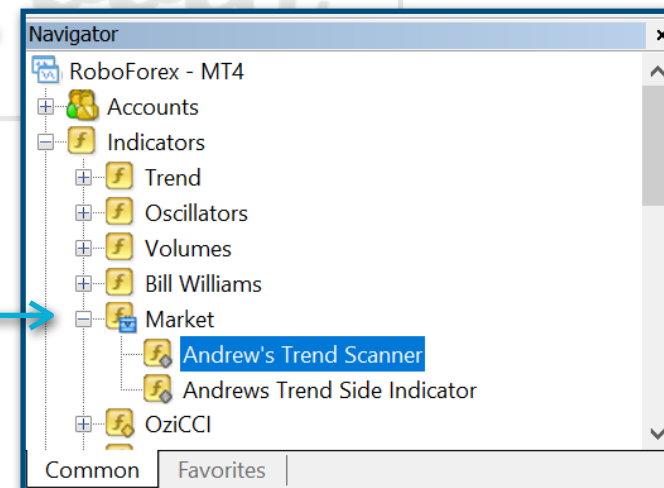 Navigator
RoboForex - MT4
Accounts
Indicators
Trend
Oscillators
Volumes
Bill Williams
Market
Andrew's Trend Scanner
Andrews Trend Side Indicator
OziCCI
Common Favorites